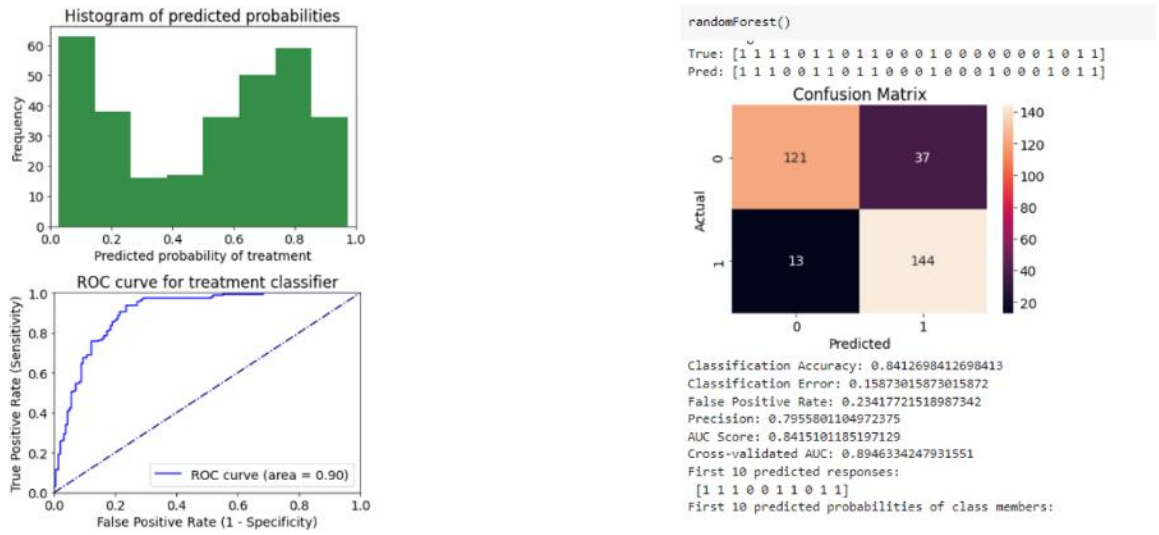 Histogram of predicted probabilities
60
50
40
30
20
10
0
Frequency
0.0 0.2 0.4 0.6 0.8 1.0
Predicted probability of treatment
ROC curve for treatment classifier
1.0
0.8
0.6
0.4
0.2
0.0
True Positive Rate (Sensitivity)
ROC curve (area = 0.90)
0.0 0.2 0.4 0.6 0.8 1.0
False Positive Rate (1 - Specificity)
randomForest()
True: [1 1 1 1 0 1 1 0 1 1 0 0 0 1 0 0 0 0 0 0 0 1 0 1 1]
Pred: [1 1 1 0 0 1 1 0 1 1 0 0 0 1 0 0 0 1 0 0 0 1 0 1 1]
Confusion Matrix
0
1
Actual
121 37
13 144
0 1
Predicted
140
120
100
80
60
40
20
Classification Accuracy: 0.8412698412698413
Classification Error: 0.15873015873015872
False Positive Rate: 0.23417721518987342
Precision: 0.7955801104972375
AUC Score: 0.8415101185197129
Cross-validated AUC: 0.8946334247931551
First 10 predicted responses:
[1 1 1 0 0 1 1 0 1 1]
First 10 predicted probabilities of class members: